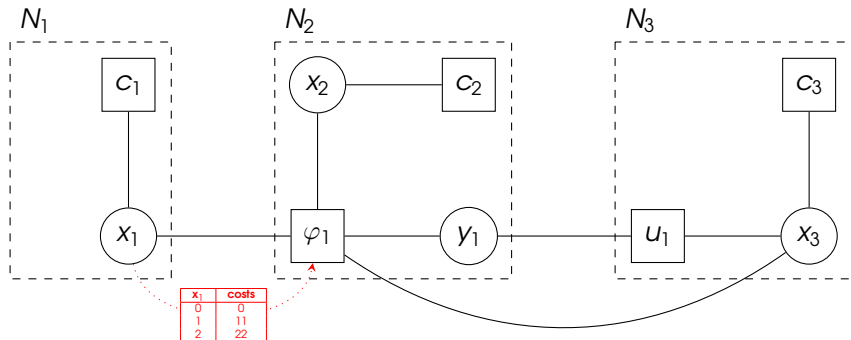 N₁ N₂ N₃
c₁ x₂ c₂ c₃
x₁ φ₁ y₁ u₁ x₃
x₁ costs
0 0
1 11
2 22